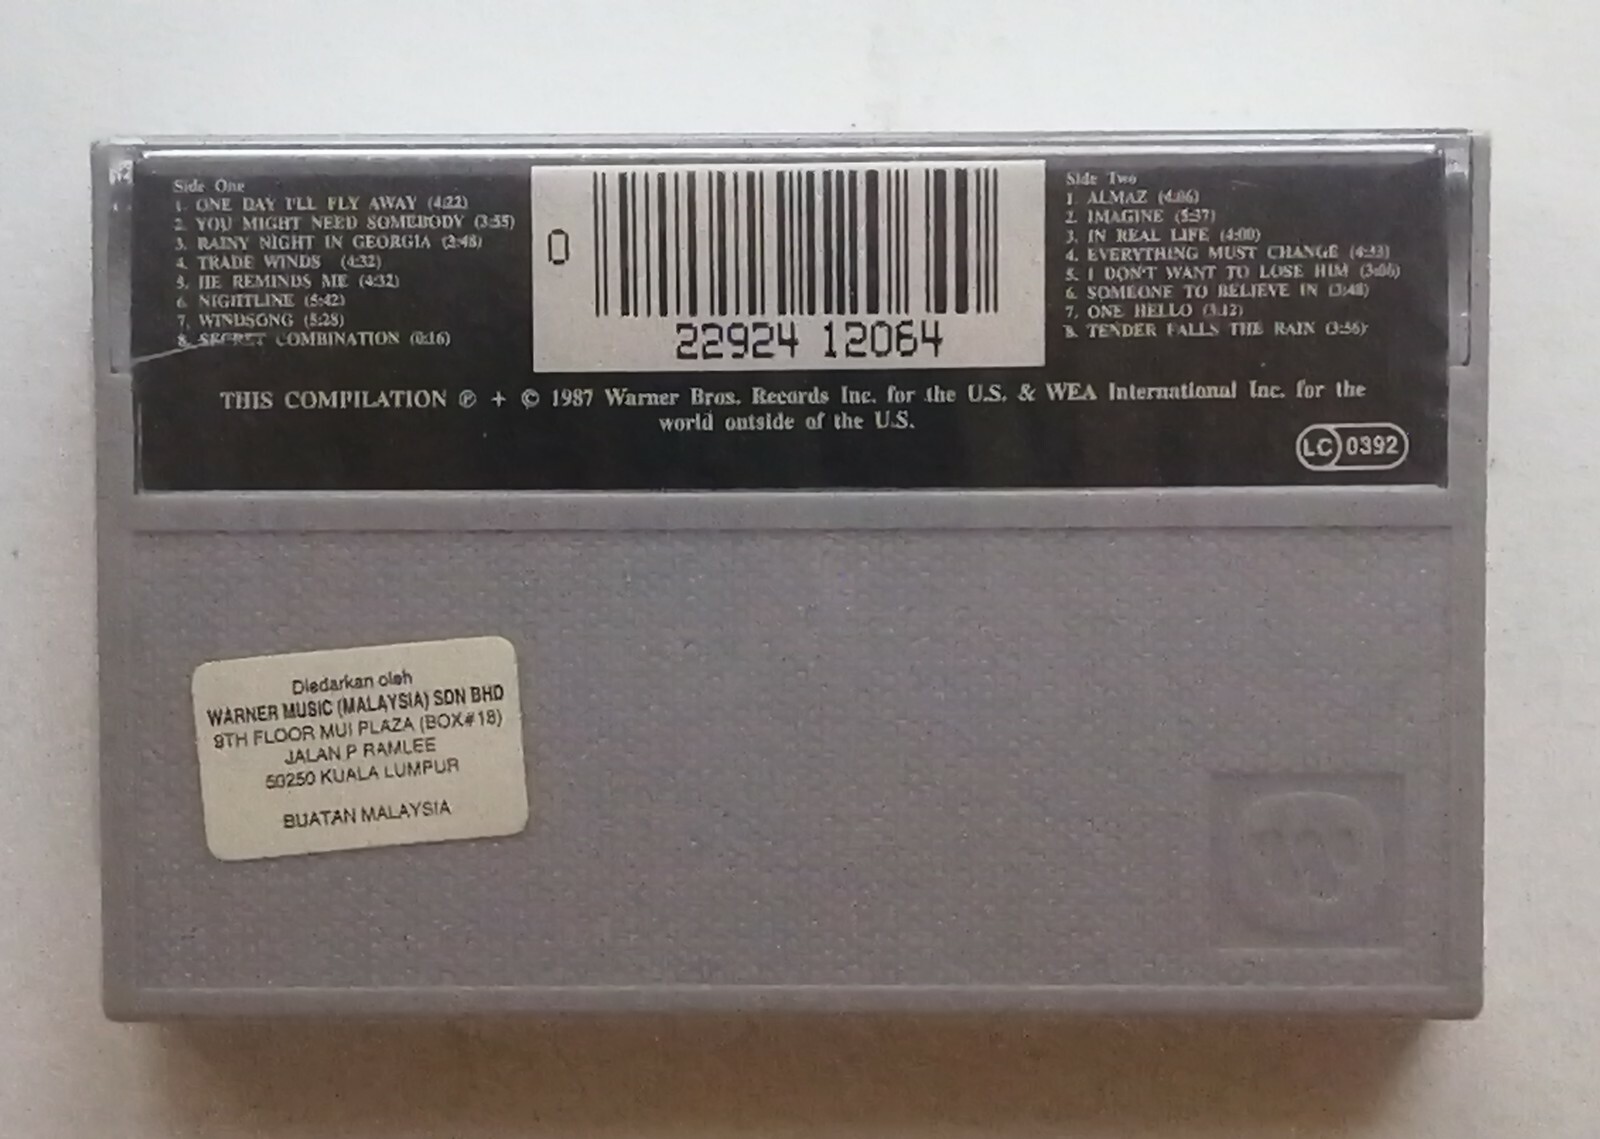 Side One
1. ONE DAY I'LL FLY AWAY (4:22)
2. YOU MIGHT NEED SOMEBODY (3:55)
3. RAINY NIGHT IN GEORGIA (3:48)
4. TRADE WINDS (4:32)
5. HE REMINDS ME (4:32)
6. NIGHTLINE (5:42)
7. WINDSONG (5:28)
8. SECRET COMBINATION (0:16)
0
22924 12064
Side Two
1. ALMAZ (4:06)
2. IMAGINE (5:37)
3. IN REAL LIFE (4:00)
4. EVERYTHING MUST CHANGE (4:43)
5. I DON'T WANT TO LOSE HIM (3:06)
6. SOMEONE TO BELIEVE IN (3:48)
7. ONE HELLO (3:12)
8. TENDER FALLS THE RAIN (3:56)
THIS COMPILATION ℗ + © 1987 Warner Bros. Records Inc. for the U.S. & WEA International Inc. for the
world outside of the U.S.
LC 0392
Diedarkan oleh
WARNER MUSIC (MALAYSIA) SDN BHD
9TH FLOOR MUI PLAZA (BOX#18)
JALAN P RAMLEE
50250 KUALA LUMPUR
BUATAN MALAYSIA
W